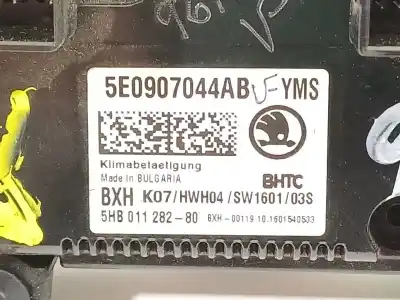 5E0907044AB YMS
Klimabetaetigung
Made in BULGARIA
BHTC
BXH K07/HWH04/SW1601/03S
5HB 011 282-80 BXH-00119 10.1601540533